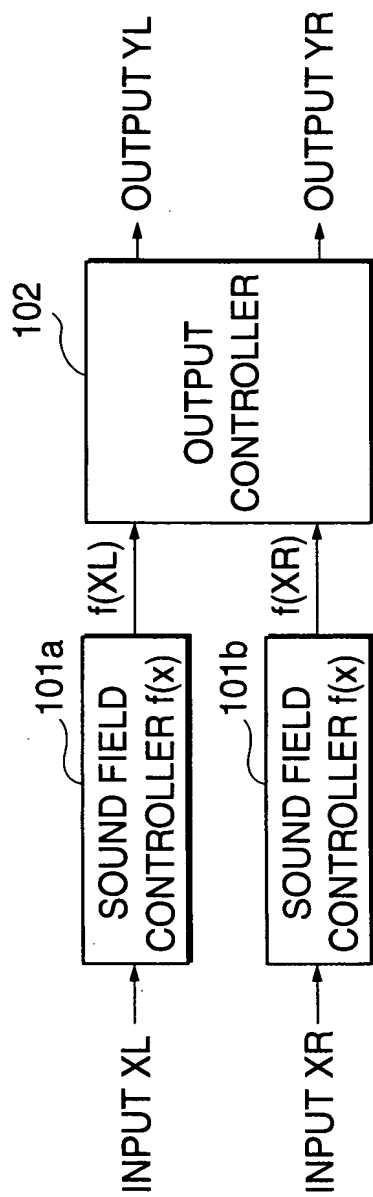 INPUT XL
101a
SOUND FIELD
CONTROLLER f(x)
f(XL)
INPUT XR
101b
SOUND FIELD
CONTROLLER f(x)
f(XR)
102
OUTPUT
CONTROLLER
OUTPUT YL
OUTPUT YR